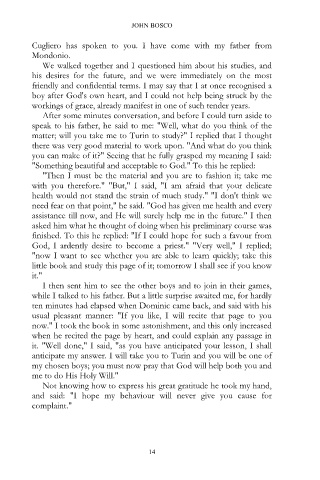 JOHN BOSCO
Cugliero has spoken to you. I have come with my father from
Mondonio.
We walked together and I questioned him about his studies, and
his desires for the future, and we were immediately on the most
friendly and confidential terms. I may say that I at once recognised a
boy after God's own heart, and I could not help being struck by the
workings of grace, already manifest in one of such tender years.
After some minutes conversation, and before I could turn aside to
speak to his father, he said to me: "Well, what do you think of the
matter; will you take me to Turin to study?" I replied that I thought
there was very good material to work upon. "And what do you think
you can make of it?" Seeing that he fully grasped my meaning I said:
"Something beautiful and acceptable to God." To this he replied:
"Then I must be the material and you are to fashion it; take me
with you therefore." "But," I said, "I am afraid that your delicate
health would not stand the strain of much study." "I don't think we
need fear on that point," he said. "God has given me health and every
assistance till now, and He will surely help me in the future." I then
asked him what he thought of doing when his preliminary course was
finished. To this he replied: "If I could hope for such a favour from
God, I ardently desire to become a priest." "Very well," I replied;
"now I want to see whether you are able to learn quickly; take this
little book and study this page of it; tomorrow I shall see if you know
it."
I then sent him to see the other boys and to join in their games,
while I talked to his father. But a little surprise awaited me, for hardly
ten minutes had elapsed when Dominic came back, and said with his
usual pleasant manner: "If you like, I will recite that page to you
now." I took the book in some astonishment, and this only increased
when he recited the page by heart, and could explain any passage in
it. "Well done," I said, "as you have anticipated your lesson, I shall
anticipate my answer. I will take you to Turin and you will be one of
my chosen boys; you must now pray that God will help both you and
me to do His Holy Will."
Not knowing how to express his great gratitude he took my hand,
and said: "I hope my behaviour will never give you cause for
complaint."
14